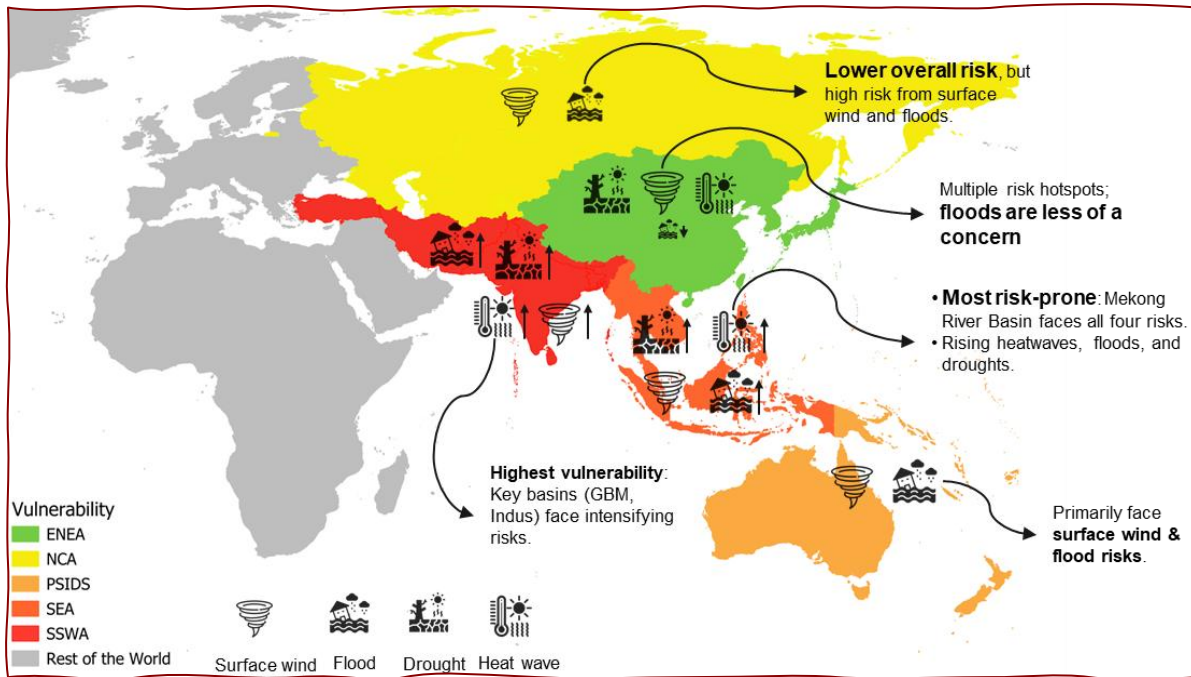 Lower overall risk, but
high risk from surface
wind and floods.
Multiple risk hotspots;
floods are less of a
concern
• Most risk-prone: Mekong
River Basin faces all four risks.
• Rising heatwaves, floods, and
droughts.
Highest vulnerability:
Key basins (GBM,
Indus) face intensifying
risks.
Primarily face
surface wind &
flood risks.
Vulnerability
ENEA
NCA
PSIDS
SEA
SSWA
Rest of the World
Surface wind
Flood
Drought
Heat wave